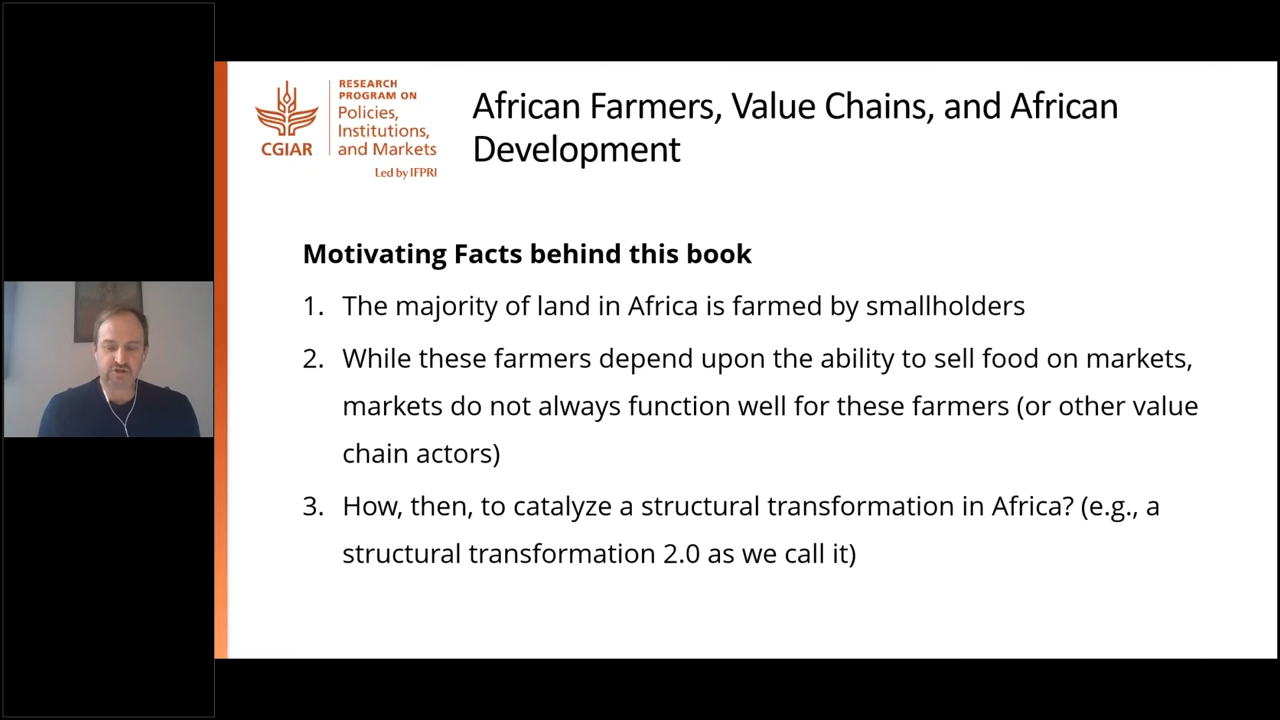 RESEARCH
PROGRAM ON
Policies,
Institutions,
and Markets
CGIAR
Led by IFPRI
African Farmers, Value Chains, and African
Development
Motivating Facts behind this book
1. The majority of land in Africa is farmed by smallholders
2. While these farmers depend upon the ability to sell food on markets,
markets do not always function well for these farmers (or other value
chain actors)
3. How, then, to catalyze a structural transformation in Africa? (e.g., a
structural transformation 2.0 as we call it)